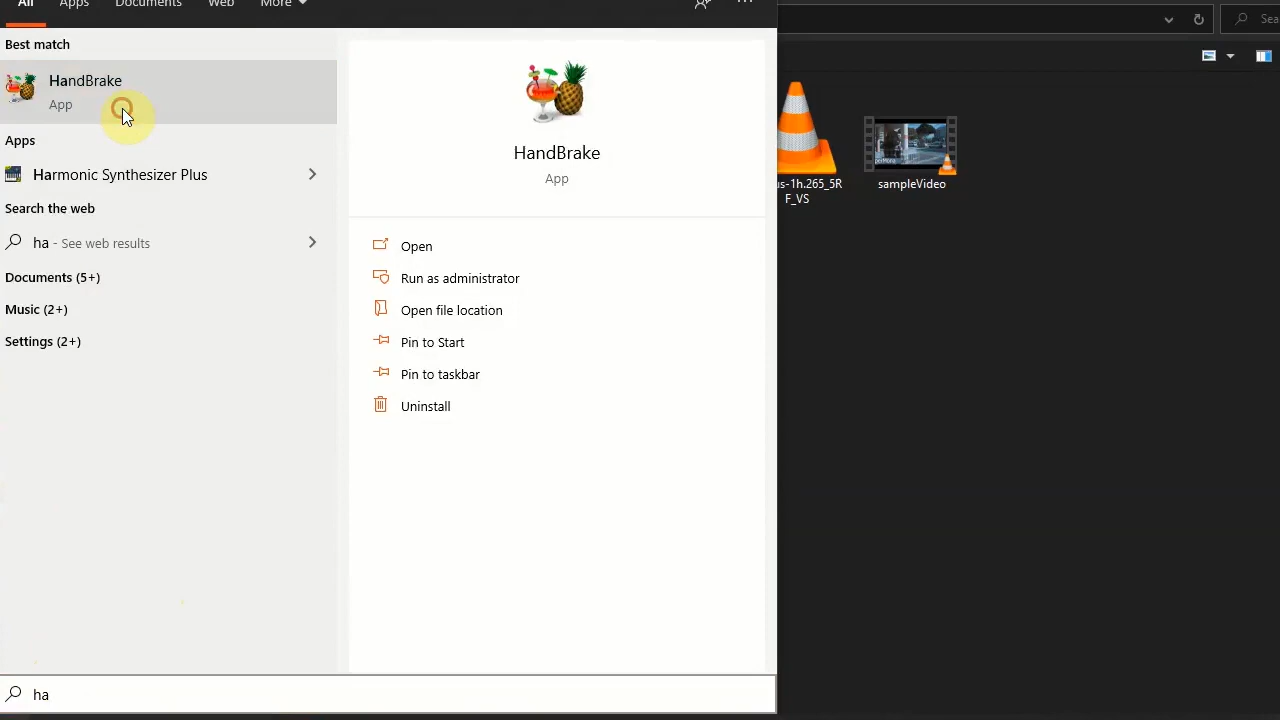 All Apps Documents Web More
Best match
HandBrake
App
Apps
Harmonic Synthesizer Plus
Search the web
ha - See web results
Documents (5+)
Music (2+)
Settings (2+)
HandBrake
App
Open
Run as administrator
Open file location
Pin to Start
Pin to taskbar
Uninstall
ha
Sea
us-1h.265_5R
F_VS
sampleVideo